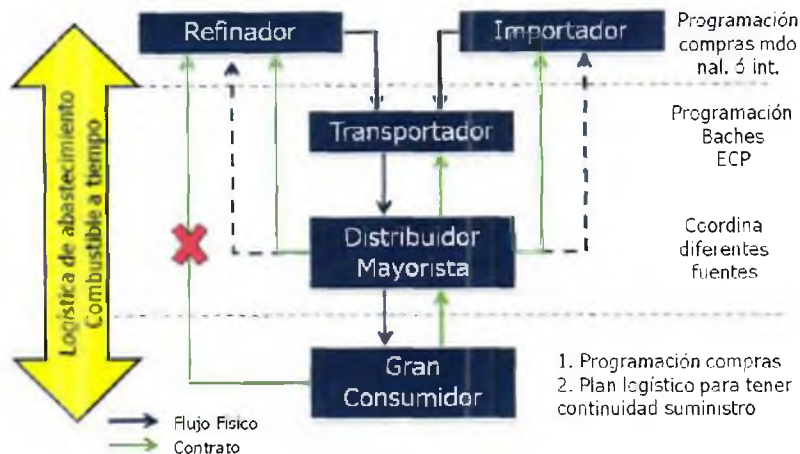 Refinador
Importador
Programación
compras mdo
nal. ó int.
Transportador
Programación
Baches
ECP
Logística de abastecimiento
Combustible a tiempo
Distribuidor
Mayorista
Coordina
diferentes
fuentes
Gran
Consumidor
1. Programación compras
2. Plan logístico para tener
continuidad suministro
Flujo Fisico
Contrato